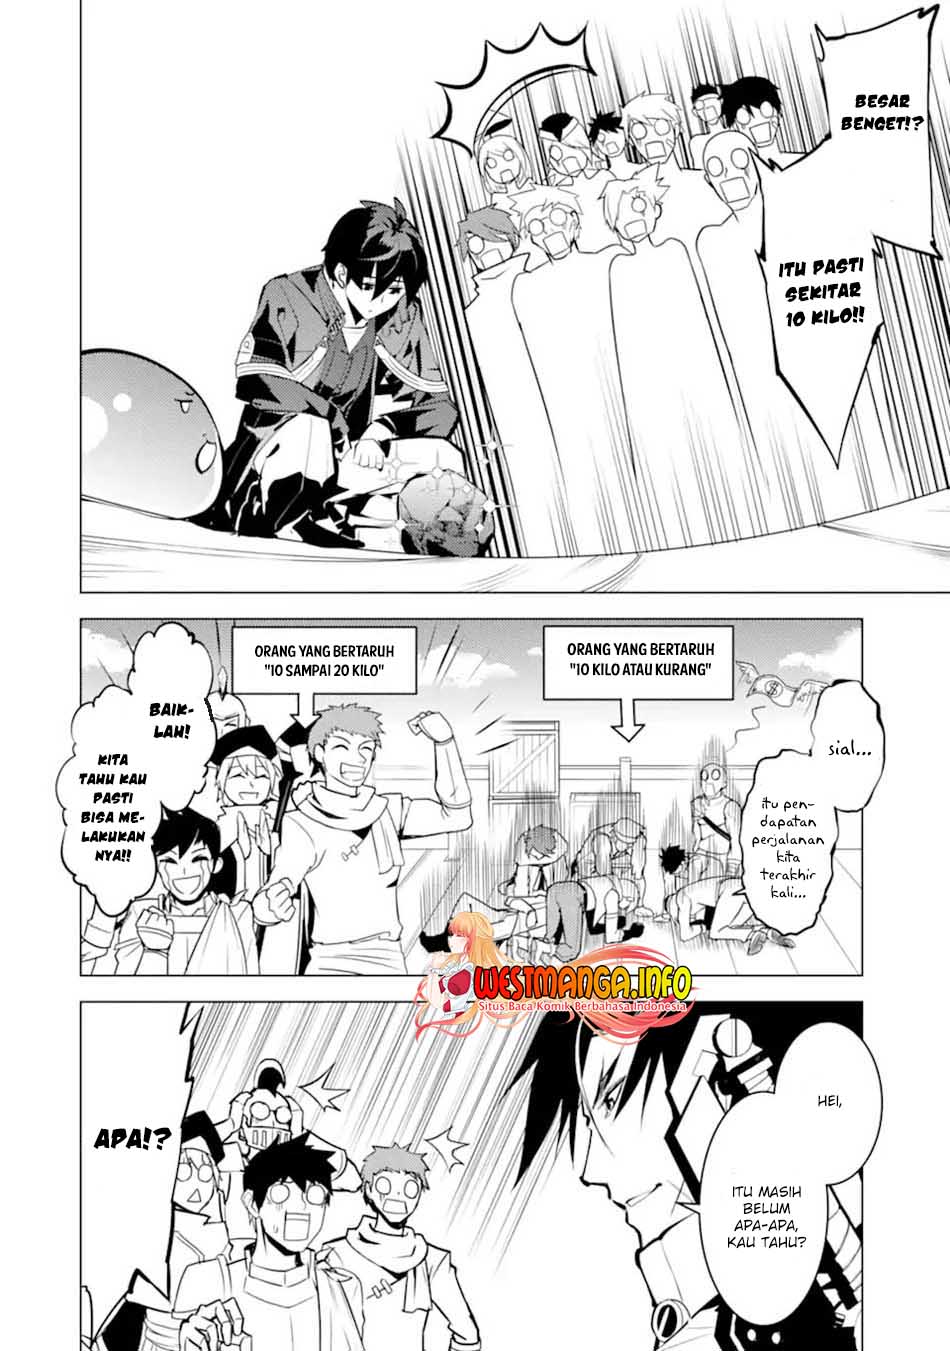 BESAR
BENGET!?
ITU PASTI
SEKITAR
10 KILO!!
ORANG YANG BERTARUH
"10 KILO ATAU KURANG"
ORANG YANG BERTARUH
"10 SAMPAI 20 KILO"
sial...
itu pen-
dapatan
perjalanan
kita
terakhir
kali...
BAIK-
LAH!
KITA
TAHU KAU
PASTI
BISA ME-
LAKUKAN
NYA!!
WESTMANGA.INFO
Situs Baca Komik Berbahasa Indonesia
HEI,
ITU MASIH
BELUM
APA-APA,
KAU TAHU?
APA!?